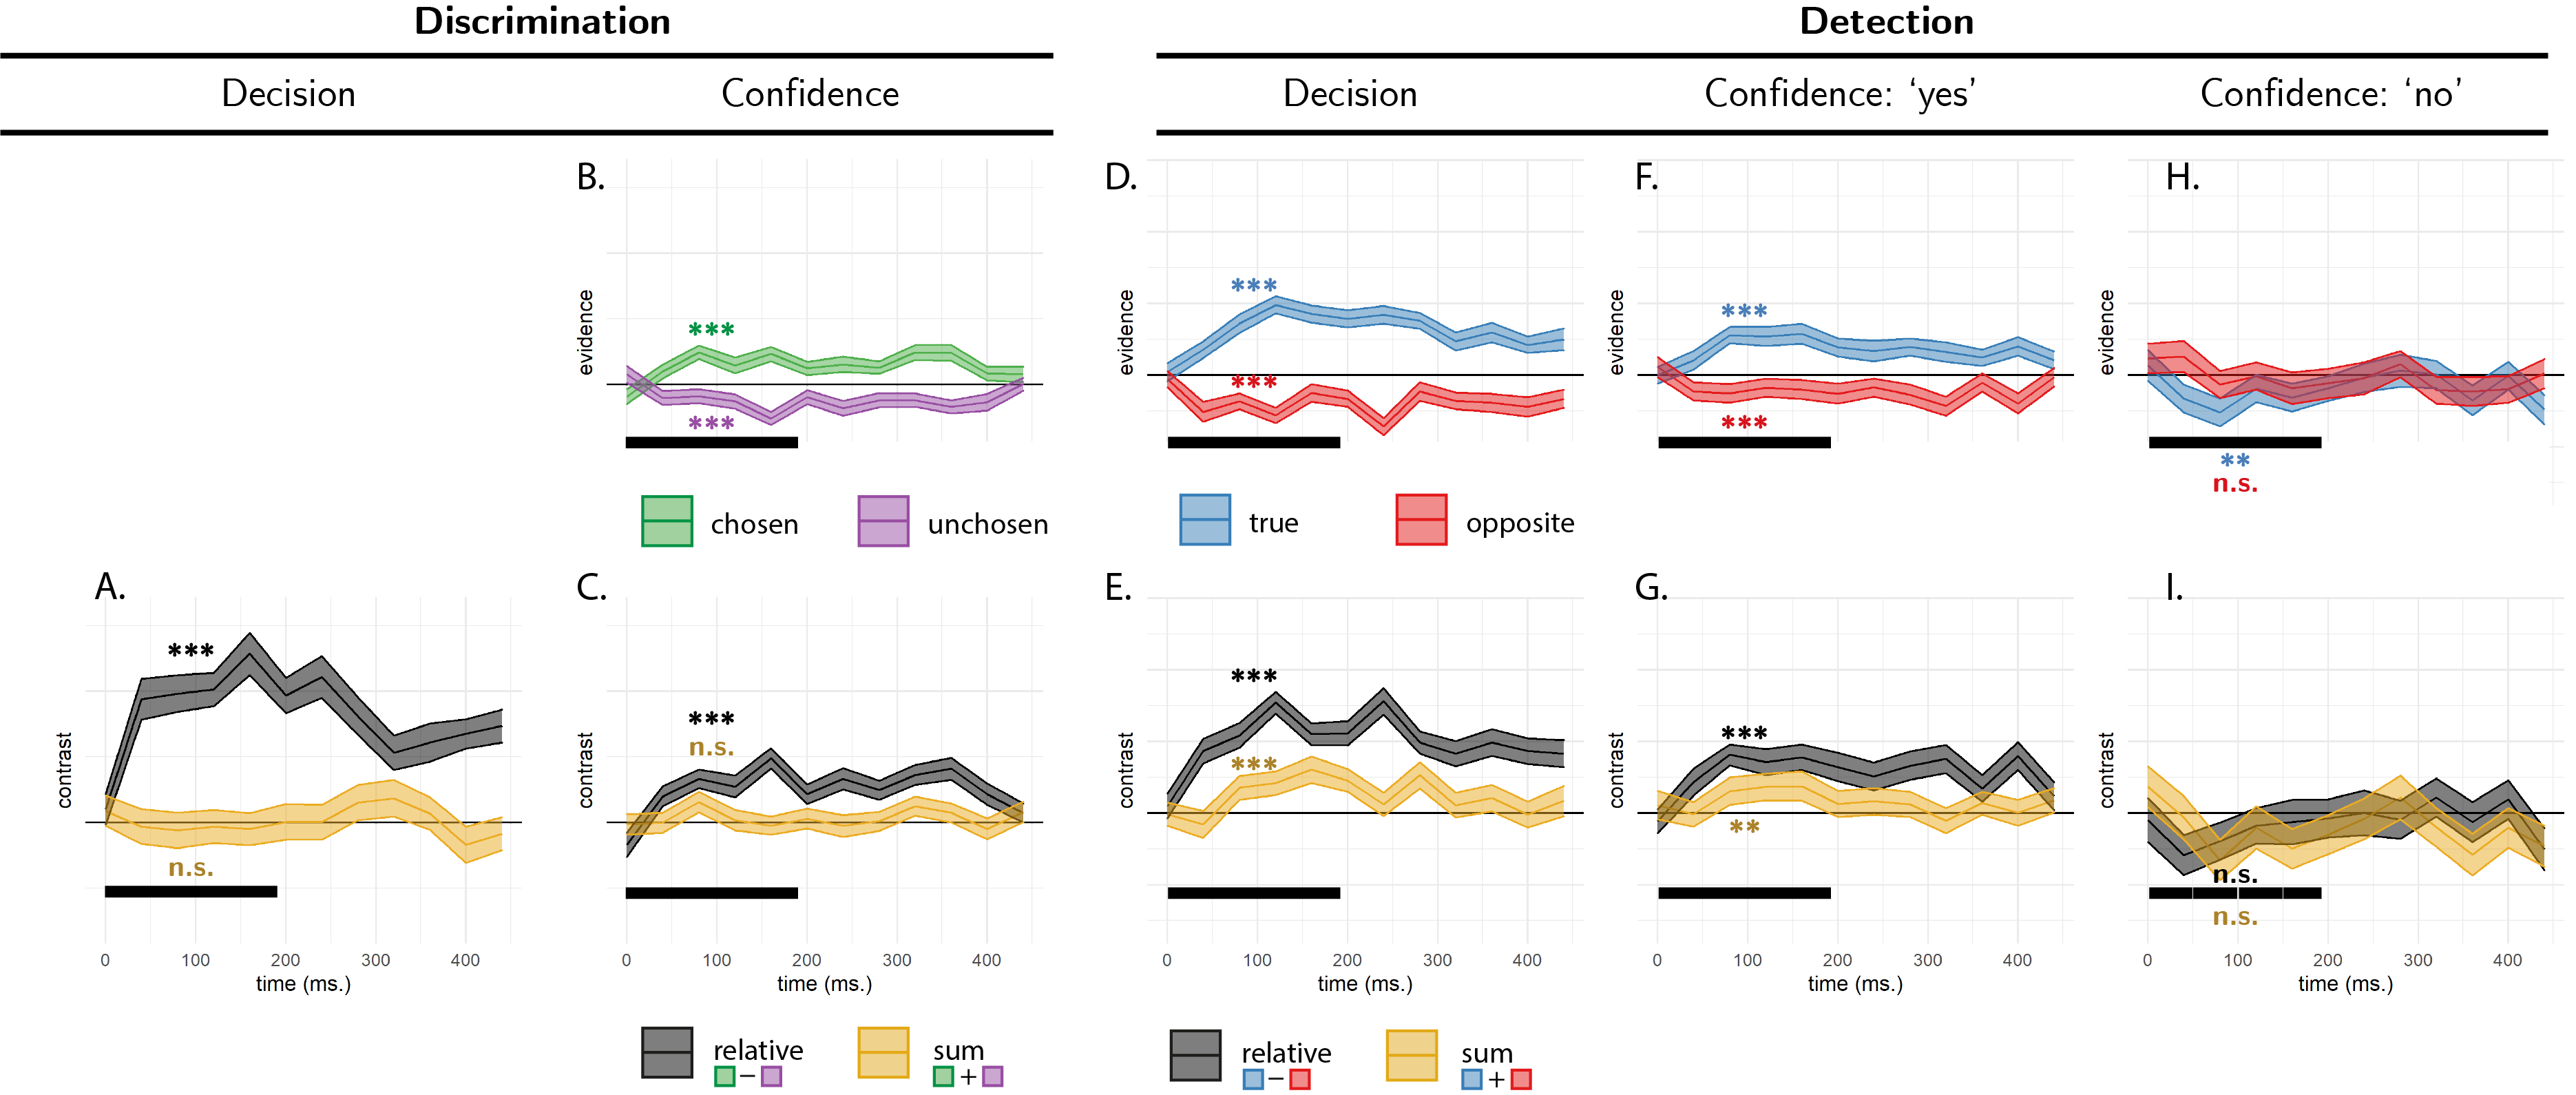 Discrimination
Detection
Decision
Confidence
Decision
Confidence: ‘yes’
Confidence: ‘no’
B.
evidence
***
***
D.
evidence
***
***
F.
evidence
***
***
H.
evidence
**
n.s.
chosen
unchosen
true
opposite
A.
contrast
***
n.s.
0 100 200 300 400
time (ms.)
C.
contrast
***
n.s.
0 100 200 300 400
time (ms.)
E.
contrast
***
***
0 100 200 300 400
time (ms.)
G.
contrast
***
**
0 100 200 300 400
time (ms.)
I.
contrast
n.s.
n.s.
0 100 200 300 400
time (ms.)
relative
−
sum
+
relative
−
sum
+